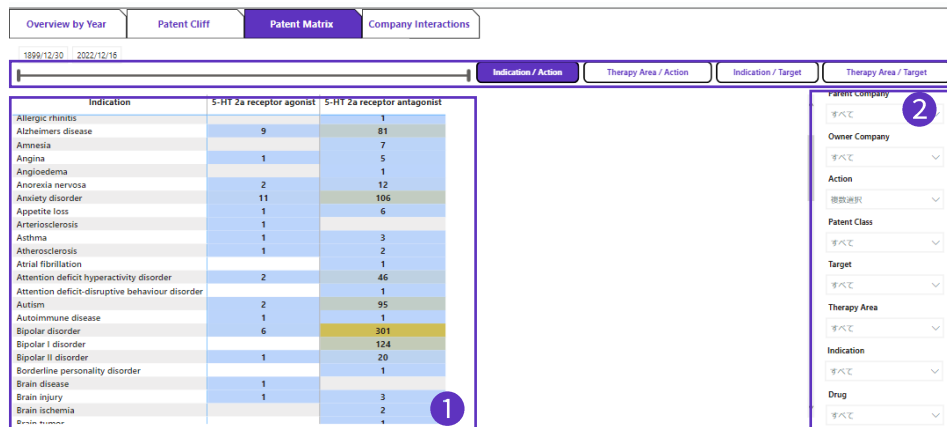 Overview by Year Patent Cliff Patent Matrix Company Interactions
1899/12/30 2022/12/16
Indication / Action Therapy Area / Action Indication / Target Therapy Area / Target
Indication 5-HT 2a receptor agonist 5-HT 2a receptor antagonist
Allergic rhinitis 1
Alzheimers disease 9 81
Amnesia 7
Angina 1 5
Angioedema 1
Anorexia nervosa 2 12
Anxiety disorder 11 106
Appetite loss 1 6
Arteriosclerosis 1
Asthma 1 3
Atherosclerosis 1 2
Atrial fibrillation 1
Attention deficit hyperactivity disorder 2 46
Attention deficit-disruptive behaviour disorder 1
Autism 2 95
Autoimmune disease 1 1
Bipolar disorder 6 301
Bipolar I disorder 124
Bipolar II disorder 1 20
Borderline personality disorder 1
Brain disease 1
Brain injury 1 3
Brain ischemia 2
Brain tumor 1
1
Parent Company
すべて
2
Owner Company
すべて
Action
複数選択
Patent Class
すべて
Target
すべて
Therapy Area
すべて
Indication
すべて
Drug
すべて